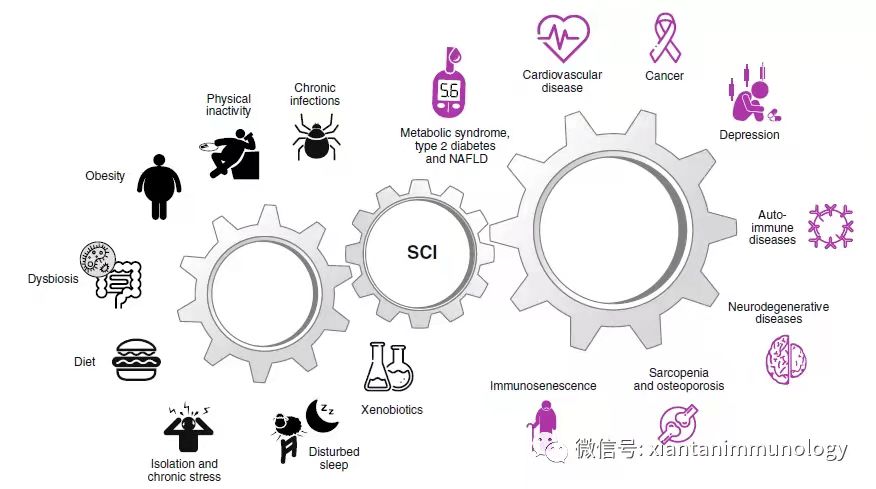 Cardiovascular
disease
Cancer
Depression
Auto-
immune
diseases
Neurodegenerative
diseases
Sarcopenia
and osteoporosis
Immunosenescence
Metabolic syndrome,
type 2 diabetes
and NAFLD
5.6
SCI
Chronic
infections
Physical
inactivity
Obesity
Dysbiosis
Diet
Isolation and
chronic stress
Disturbed
sleep
Z Z
Xenobiotics
微信号: xiantanimmunology